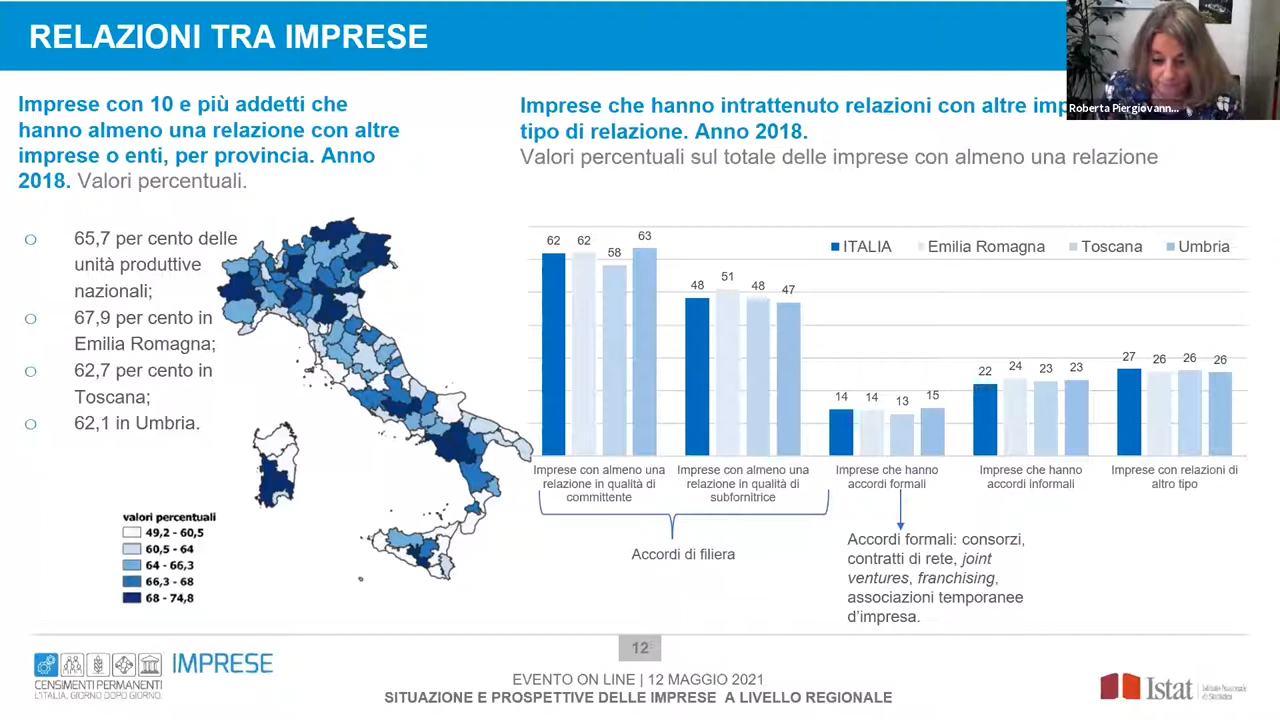 RELAZIONI TRA IMPRESE
Roberta Piergiovann...
Imprese con 10 e più addetti che
hanno almeno una relazione con altre
imprese o enti, per provincia. Anno
2018. Valori percentuali.
65,7 per cento delle
unità produttive
nazionali;
67,9 per cento in
Emilia Romagna;
62,7 per cento in
Toscana;
62,1 in Umbria.
valori percentuali
49,2 - 60,5
60,5 - 64
64 - 66,3
66,3 - 68
68 - 74,8
Imprese che hanno intrattenuto relazioni con altre imp
tipo di relazione. Anno 2018.
Valori percentuali sul totale delle imprese con almeno una relazione
ITALIA Emilia Romagna Toscana Umbria
62 62 58 63
48 51 48 47
14 14 13 15
22 24 23 23
27 26 26 26
Imprese con almeno una
relazione in qualità di
committente
Imprese con almeno una
relazione in qualità di
subfornitrice
Imprese che hanno
accordi formali
Imprese che hanno
accordi informali
Imprese con relazioni di
altro tipo
Accordi di filiera
Accordi formali: consorzi,
contratti di rete, joint
ventures, franchising,
associazioni temporanee
d'impresa.
12
IMPRESE
CENSIMENTI PERMANENTI
L'ITALIA, GIORNO DOPO GIORNO.
EVENTO ON LINE | 12 MAGGIO 2021
SITUAZIONE E PROSPETTIVE DELLE IMPRESE A LIVELLO REGIONALE
Istat